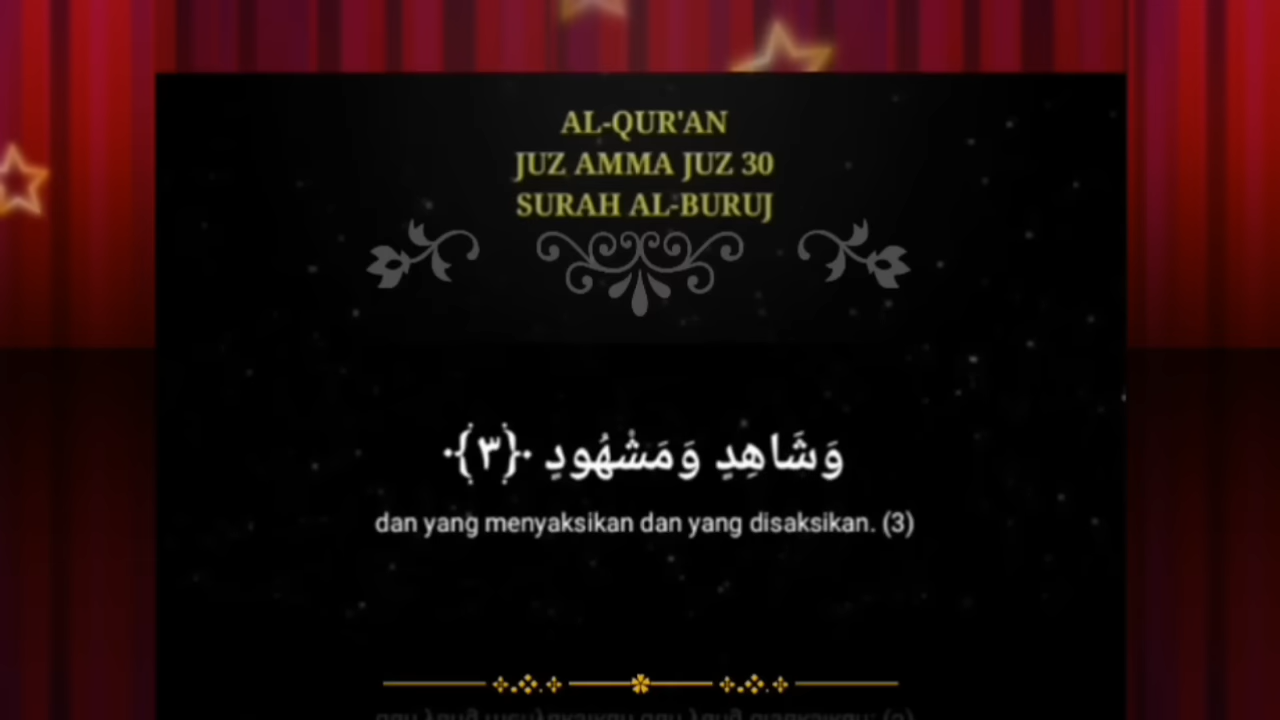 AL-QUR'AN
JUZ AMMA JUZ 30
SURAH AL-BURUJ
وَشَاهِدٍ وَمَشْهُودٍ ﴿٣﴾
dan yang menyaksikan dan yang disaksikan. (3)